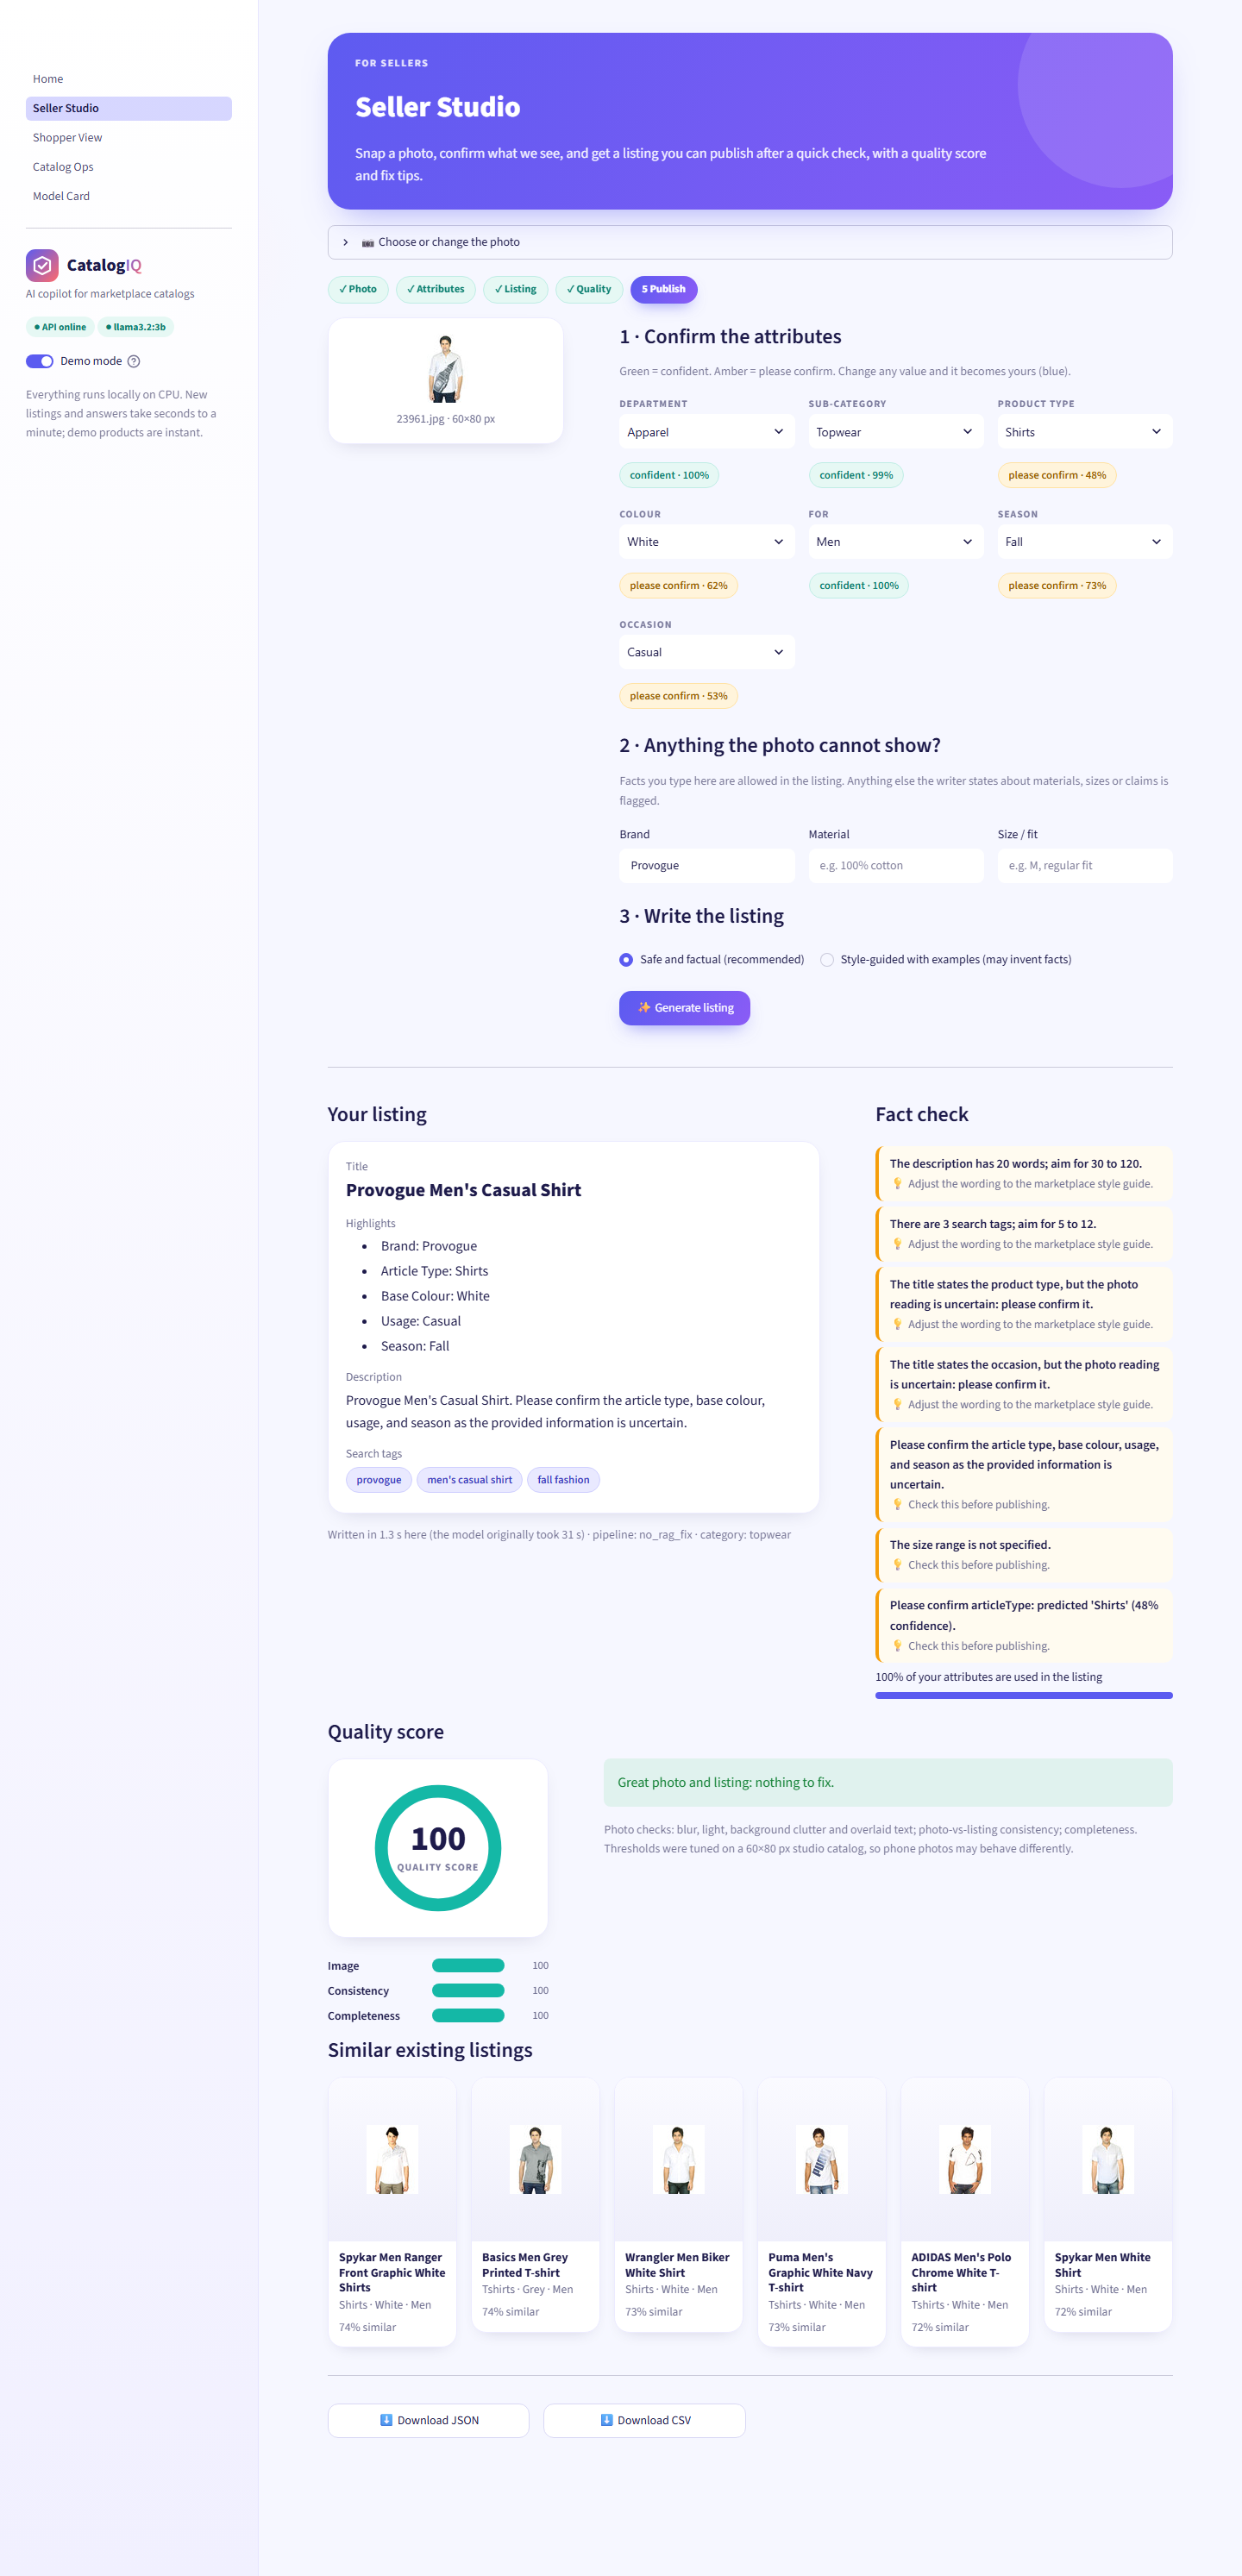 Home
Seller Studio
Shopper View
Catalog Ops
Model Card
CatalogIQ
AI copilot for marketplace catalogs
● API online
● llama3.2:3b
Demo mode
Everything runs locally on CPU. New
listings and answers take seconds to a
minute; demo products are instant.
FOR SELLERS
Seller Studio
Snap a photo, confirm what we see, and get a listing you can publish after a quick check, with a quality score
and fix tips.
📷 Choose or change the photo
✓ Photo
✓ Attributes
✓ Listing
✓ Quality
5 Publish
23961.jpg · 60×80 px
1 · Confirm the attributes
Green = confident. Amber = please confirm. Change any value and it becomes yours (blue).
DEPARTMENT
SUB-CATEGORY
PRODUCT TYPE
Apparel
Topwear
Shirts
confident · 100%
confident · 99%
please confirm · 48%
COLOUR
FOR
SEASON
White
Men
Fall
please confirm · 62%
confident · 100%
please confirm · 73%
OCCASION
Casual
please confirm · 53%
2 · Anything the photo cannot show?
Facts you type here are allowed in the listing. Anything else the writer states about materials, sizes or claims is
flagged.
Brand
Material
Size / fit
Provogue
e.g. 100% cotton
e.g. M, regular fit
3 · Write the listing
Safe and factual (recommended)
Style-guided with examples (may invent facts)
✨ Generate listing
Your listing
Title
Provogue Men's Casual Shirt
Highlights
• Brand: Provogue
• Article Type: Shirts
• Base Colour: White
• Usage: Casual
• Season: Fall
Description
Provogue Men's Casual Shirt. Please confirm the article type, base colour,
usage, and season as the provided information is uncertain.
Search tags
provogue
men's casual shirt
fall fashion
Written in 1.3 s here (the model originally took 31 s) · pipeline: no_rag_fix · category: topwear
Fact check
The description has 20 words; aim for 30 to 120.
💡 Adjust the wording to the marketplace style guide.
There are 3 search tags; aim for 5 to 12.
💡 Adjust the wording to the marketplace style guide.
The title states the product type, but the photo
reading is uncertain: please confirm it.
💡 Adjust the wording to the marketplace style guide.
The title states the occasion, but the photo reading
is uncertain: please confirm it.
💡 Adjust the wording to the marketplace style guide.
Please confirm the article type, base colour, usage,
and season as the provided information is
uncertain.
💡 Check this before publishing.
The size range is not specified.
💡 Check this before publishing.
Please confirm articleType: predicted 'Shirts' (48%
confidence).
💡 Check this before publishing.
100% of your attributes are used in the listing
Quality score
100
QUALITY SCORE
Image 100
Consistency 100
Completeness 100
Great photo and listing: nothing to fix.
Photo checks: blur, light, background clutter and overlaid text; photo-vs-listing consistency; completeness.
Thresholds were tuned on a 60×80 px studio catalog, so phone photos may behave differently.
Similar existing listings
Spykar Men Ranger
Front Graphic White
Shirts
Shirts · White · Men
74% similar
Basics Men Grey
Printed T-shirt
Tshirts · Grey · Men
74% similar
Wrangler Men Biker
White Shirt
Shirts · White · Men
73% similar
PUMA
Puma Men's
Graphic White Navy
T-shirt
Tshirts · White · Men
73% similar
ADIDAS Men's Polo
Chrome White T-
shirt
Tshirts · White · Men
72% similar
Spykar Men White
Shirt
Shirts · White · Men
72% similar
⬇️ Download JSON
⬇️ Download CSV